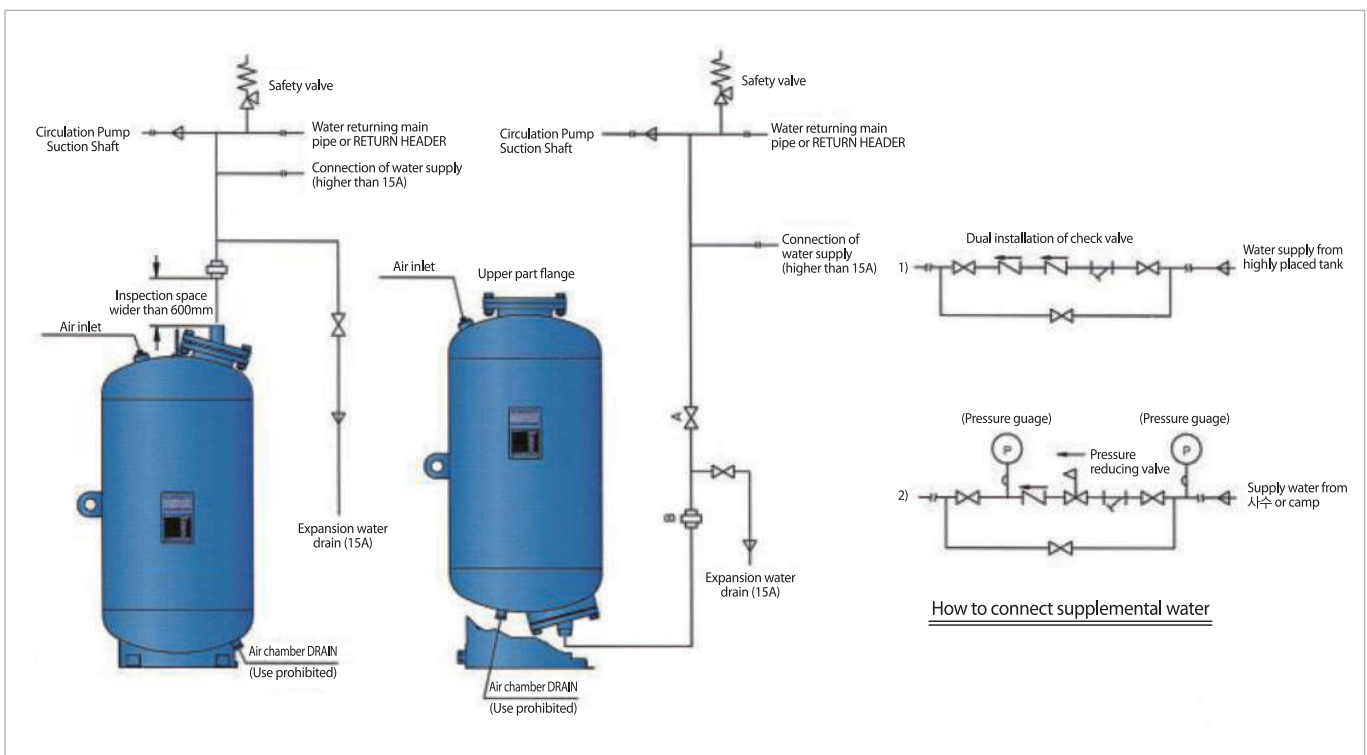 Safety valve
Circulation Pump
Suction Shaft
Water returning main
pipe or RETURN HEADER
Connection of water supply
(higher than 15A)
Inspection space
wider than 600mm
Air inlet
Expansion water
drain (15A)
Air chamber DRAIN
(Use prohibited)
Safety valve
Circulation Pump
Suction Shaft
Water returning main
pipe or RETURN HEADER
Connection of
water supply
(higher than 15A)
Air inlet
Upper part flange
A
B
Expansion water
drain (15A)
Air chamber DRAIN
(Use prohibited)
Dual installation of check valve
1)
Water supply from
highly placed tank
(Pressure guage)
(Pressure guage)
P
P
Pressure
reducing valve
2)
Supply water from
사수 or camp
How to connect supplemental water